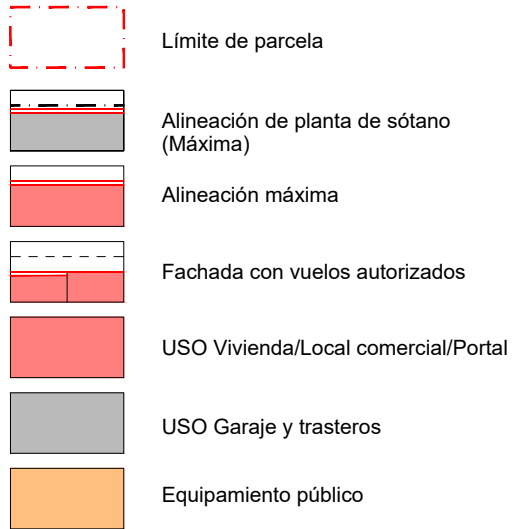 Límite de parcela
Alineación de planta de sótano
(Máxima)
Alineación máxima
Fachada con vuelos autorizados
USO Vivienda/Local comercial/Portal
USO Garaje y trasteros
Equipamiento público